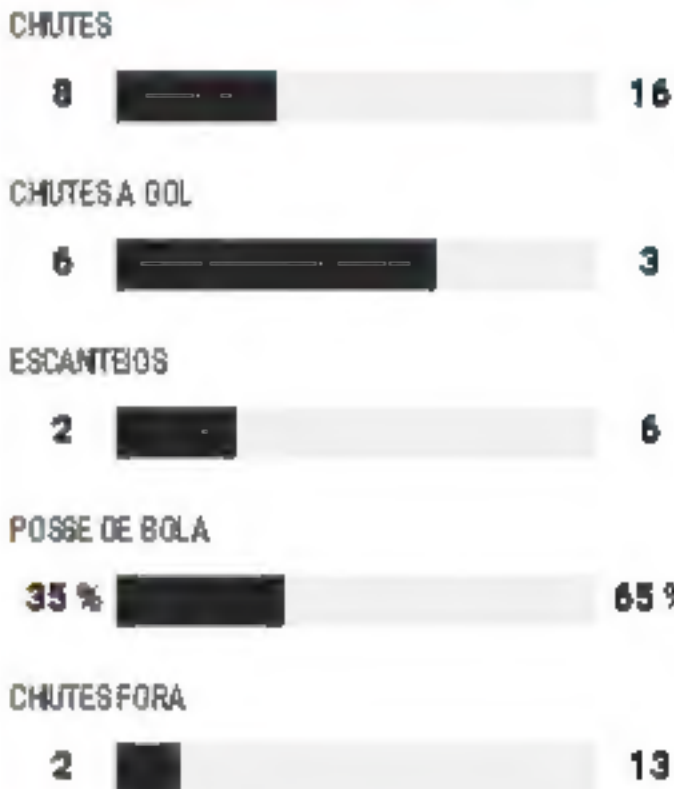 CHUTES
8 16
CHUTES A GOL
6 3
ESCANTEIOS
2 6
POSSE DE BOLA
35 % 65 %
CHUTES FORA
2 13